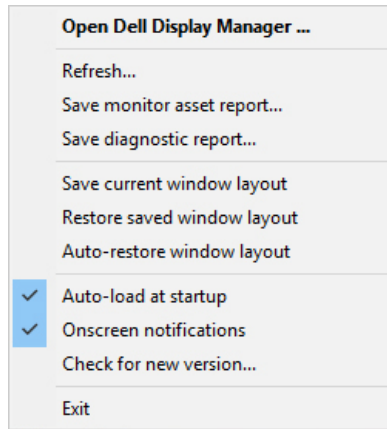 Open Dell Display Manager ...
Refresh...
Save monitor asset report...
Save diagnostic report...
Save current window layout
Restore saved window layout
Auto-restore window layout
Auto-load at startup
Onscreen notifications
Check for new version...
Exit